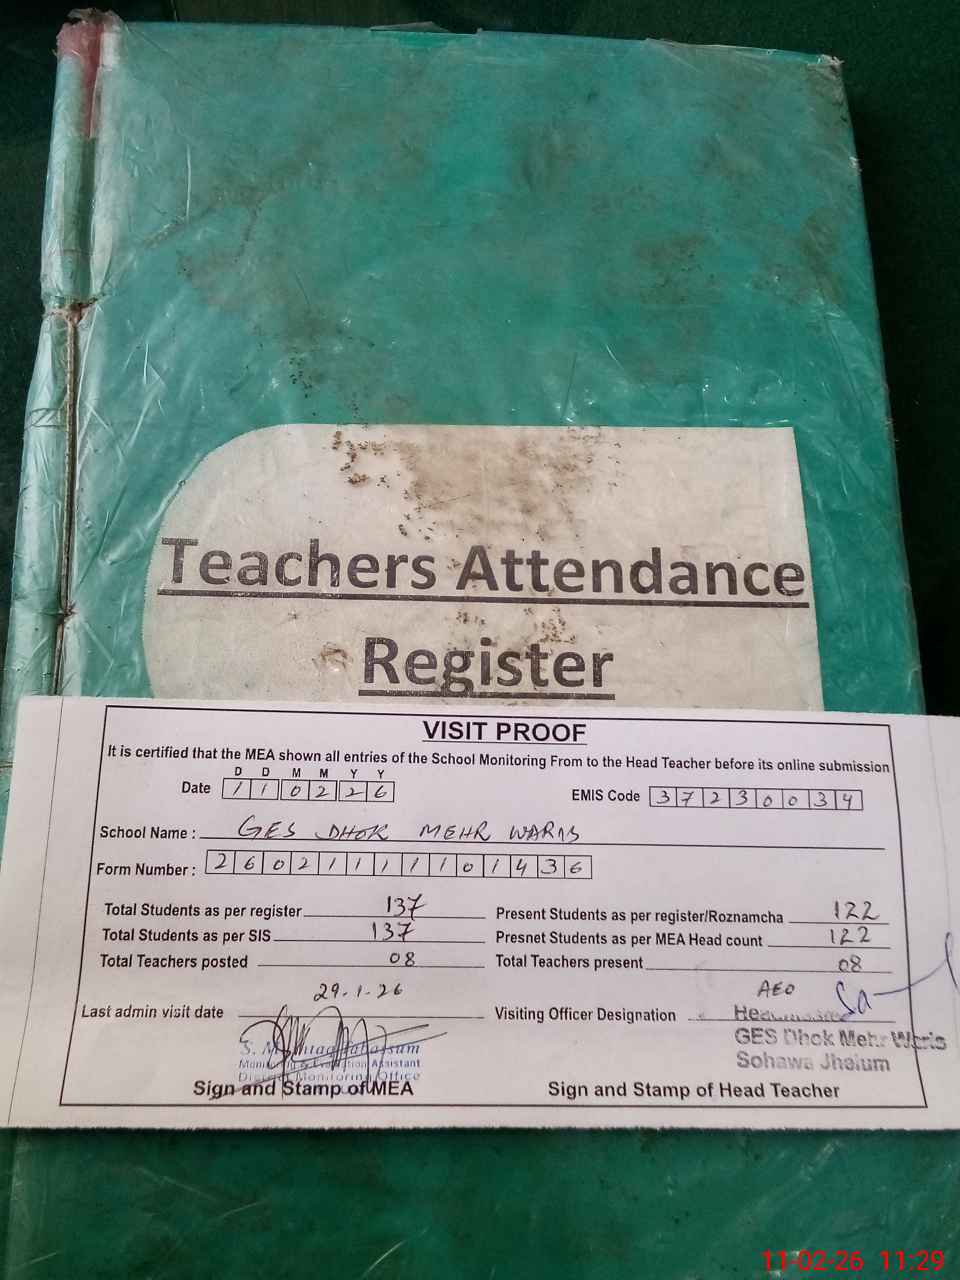 Teachers Attendance
Register
VISIT PROOF
It is certified that the MEA shown all entries of the School Monitoring From to the Head Teacher before its online submission
D D M M Y Y
Date 1 1 0 2 2 6 EMIS Code 3 7 2 3 0 0 3 4
School Name : GES DHOK MEHR WARIS
Form Number : 2 6 0 2 1 1 1 1 1 0 1 4 3 6
Total Students as per register 137 Present Students as per register/Roznamcha 122
Total Students as per SIS 137 Presnet Students as per MEA Head count 122
Total Teachers posted 08 Total Teachers present 08
Last admin visit date 29.1.26 Visiting Officer Designation AEO
GES Dhok Mehr Waris
Sohawa Jhelum
Monitoring & Evaluation Assistant
District Monitoring Office
Sign and Stamp of MEA Sign and Stamp of Head Teacher
11-02-26 11:29